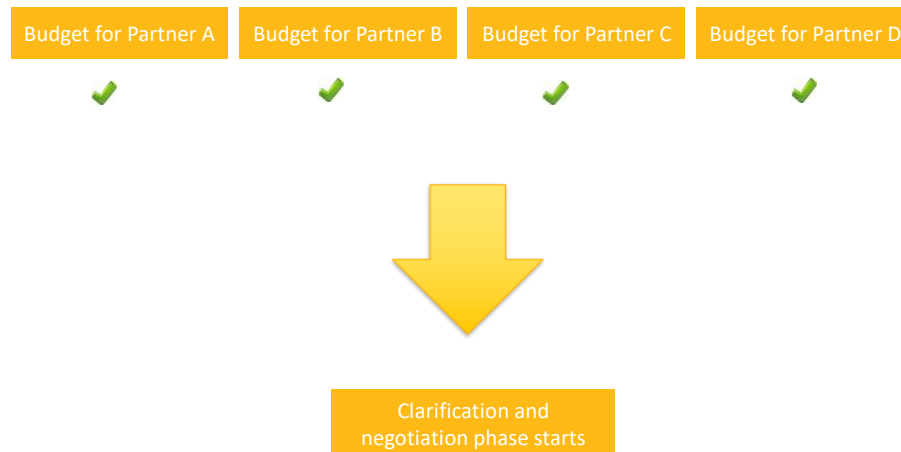 Budget for Partner A
Budget for Partner B
Budget for Partner C
Budget for Partner D
Clarification and
negotiation phase starts